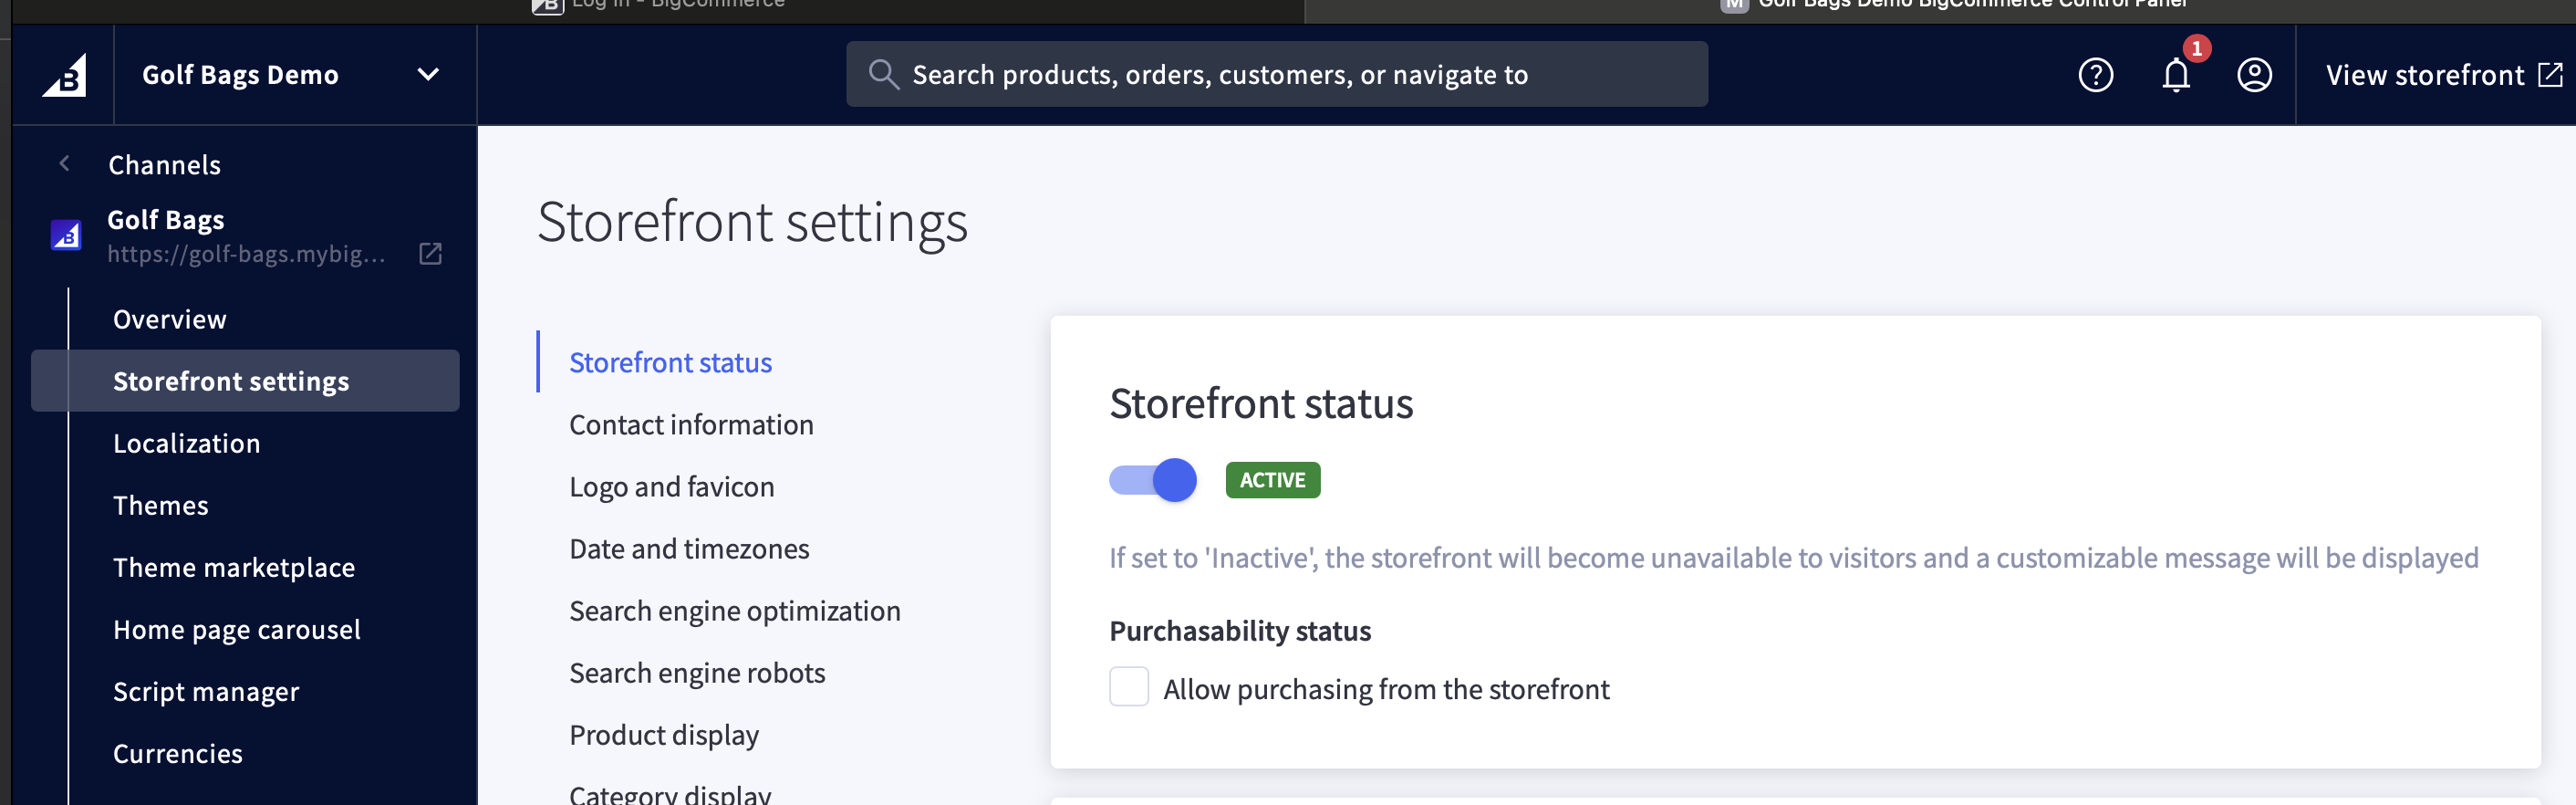 Log in - BigCommerce
M
Golf Bags Demo BigCommerce Control Panel
B
Golf Bags Demo
Search products, orders, customers, or navigate to
1
View storefront
Channels
B
Golf Bags
https://golf-bags.mybig...
Overview
Storefront settings
Localization
Themes
Theme marketplace
Home page carousel
Script manager
Currencies
Storefront settings
Storefront status
Contact information
Logo and favicon
Date and timezones
Search engine optimization
Search engine robots
Product display
Category display
Storefront status
ACTIVE
If set to 'Inactive', the storefront will become unavailable to visitors and a customizable message will be displayed
Purchasability status
Allow purchasing from the storefront